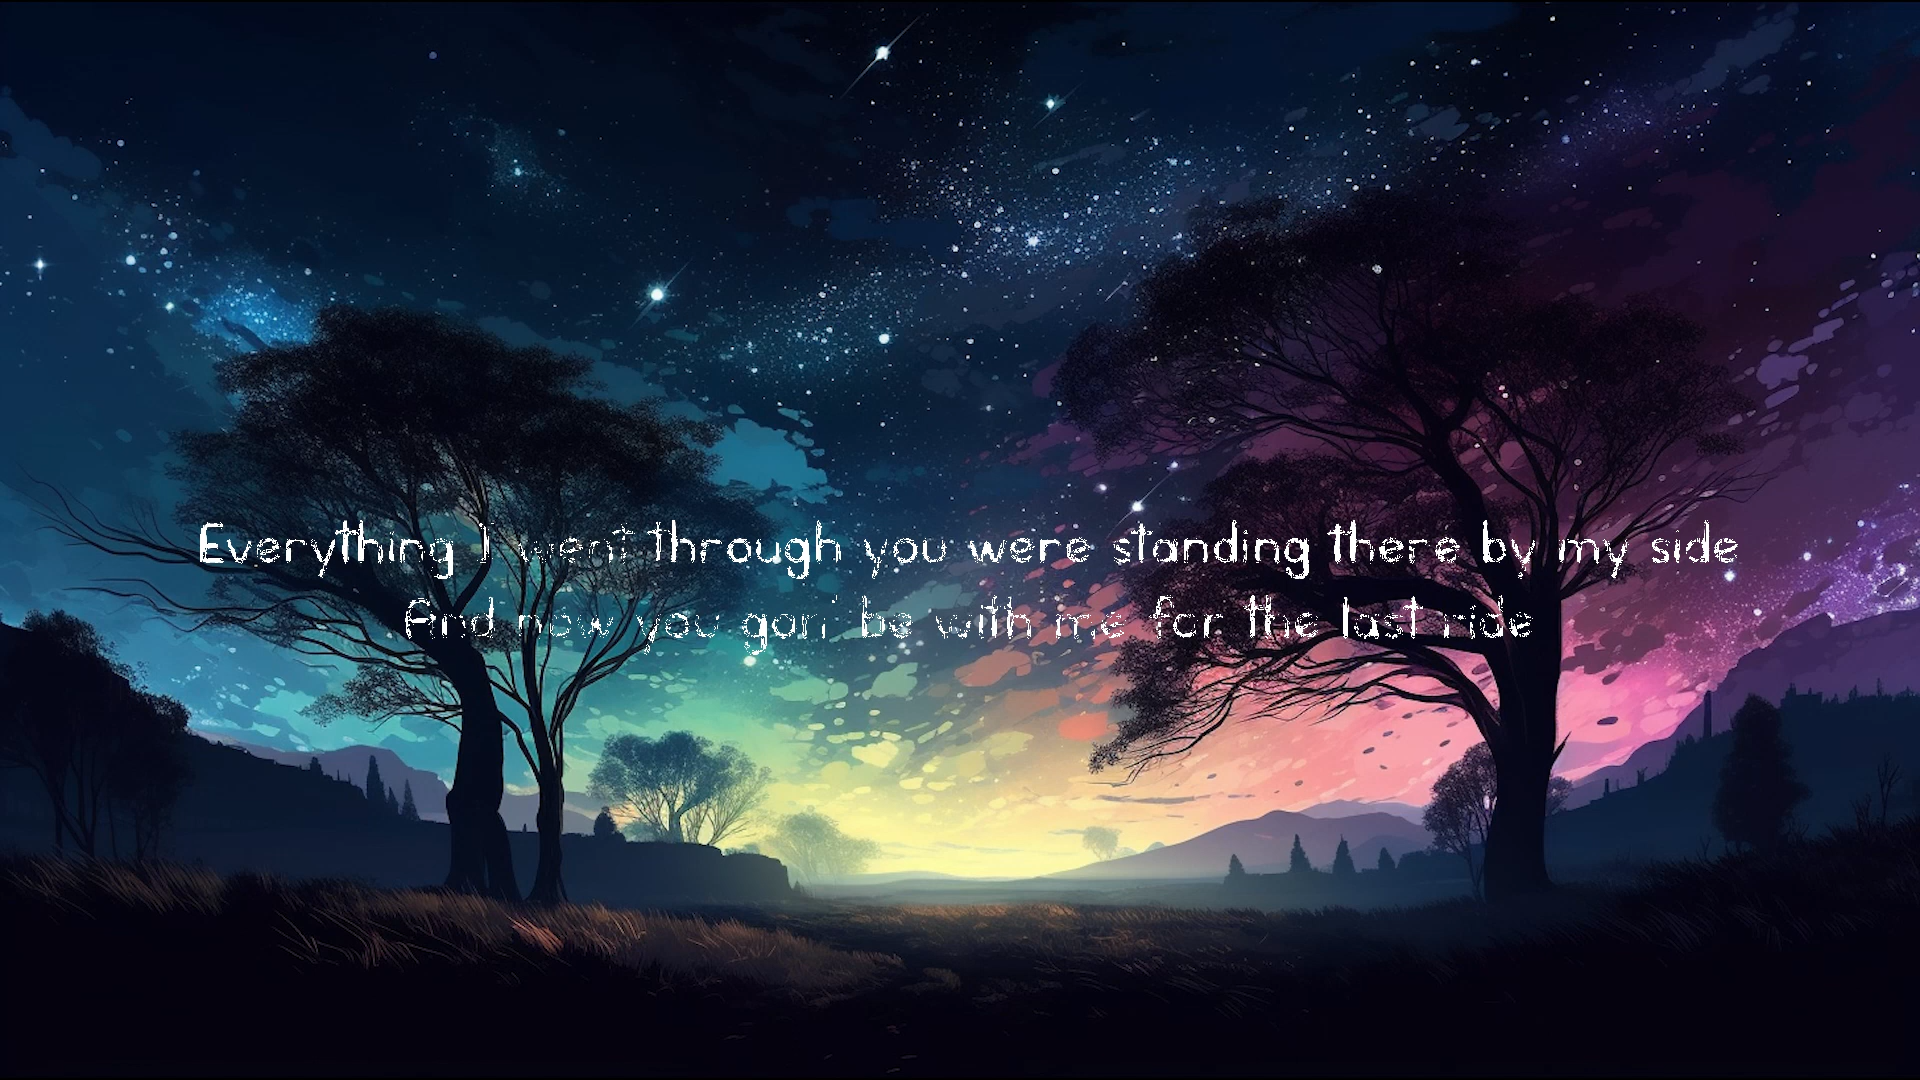 Everything I went through you were standing there by my side
And now you gon' be with me for the last ride